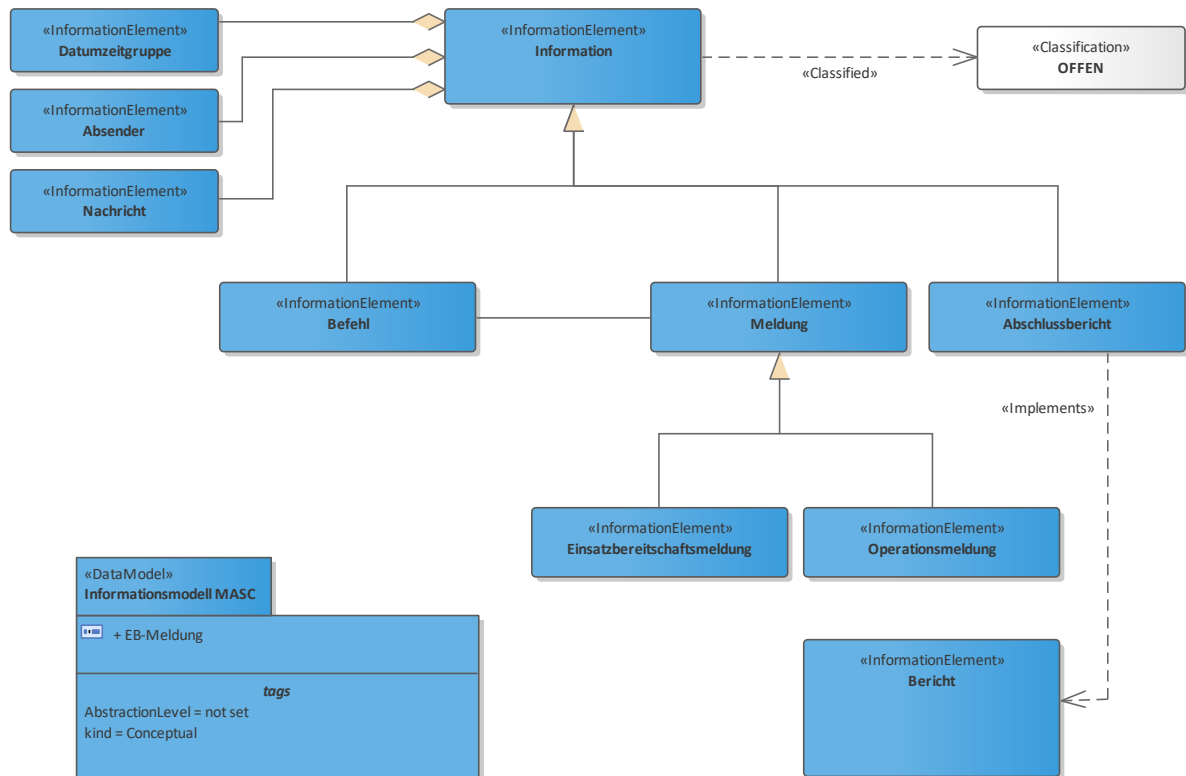 «InformationElement»
Datumzeitgruppe
«InformationElement»
Information
«Classification»
OFFEN
«Classified»
«InformationElement»
Absender
«InformationElement»
Nachricht
«InformationElement»
Befehl
«InformationElement»
Meldung
«InformationElement»
Abschlussbericht
«Implements»
«InformationElement»
Einsatzbereitschaftsmeldung
«InformationElement»
Operationsmeldung
«DataModel»
Informationsmodell MASC
+ EB-Meldung
tags
AbstractionLevel = not set
kind = Conceptual
«InformationElement»
Bericht